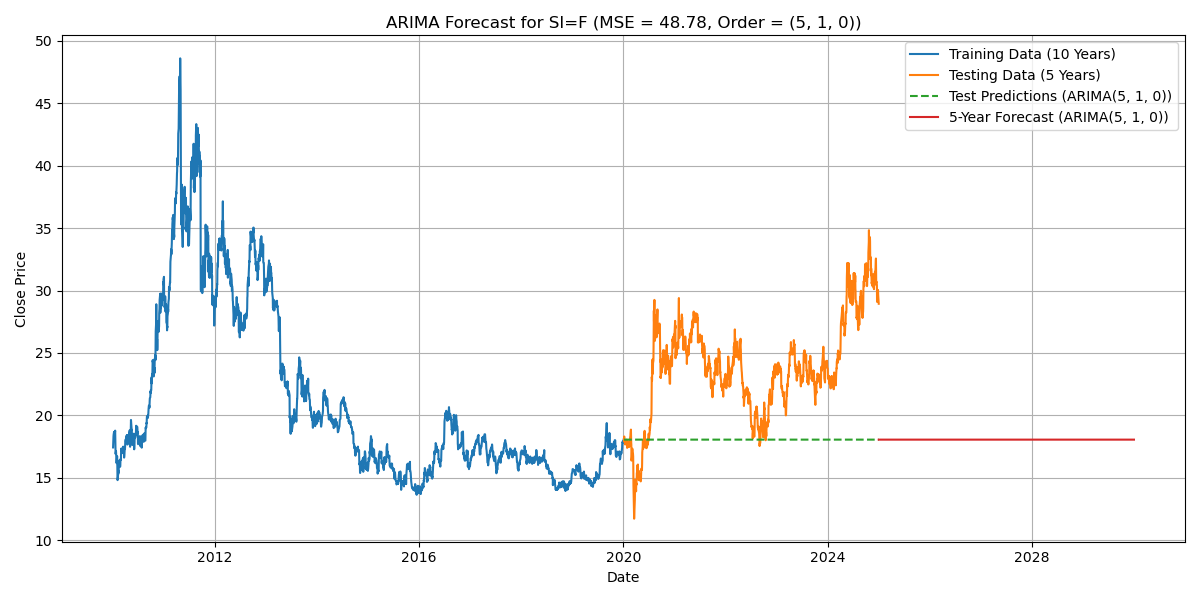 ARIMA Forecast for SI=F (MSE = 48.78, Order = (5, 1, 0))
Training Data (10 Years)
Testing Data (5 Years)
Test Predictions (ARIMA(5, 1, 0))
5-Year Forecast (ARIMA(5, 1, 0))
Close Price
50
45
40
35
30
25
20
15
10
2012
2016
2020
2024
2028
Date